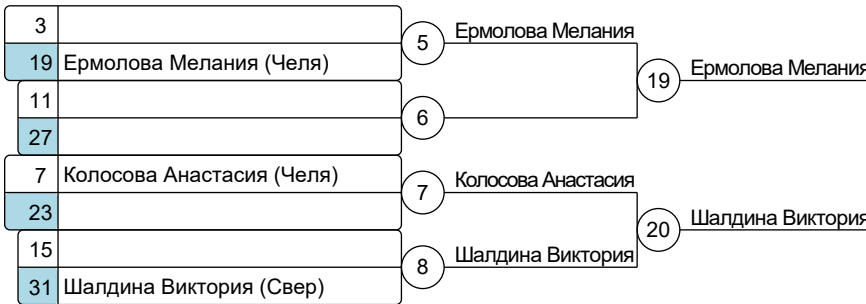 3
19 Ермолова Мелания (Челя)
11
27
7 Колосова Анастасия (Челя)
23
15
31 Шалдина Виктория (Свер)
5 Ермолова Мелания
6
7 Колосова Анастасия
8 Шалдина Виктория
19 Ермолова Мелания
20 Шалдина Виктория